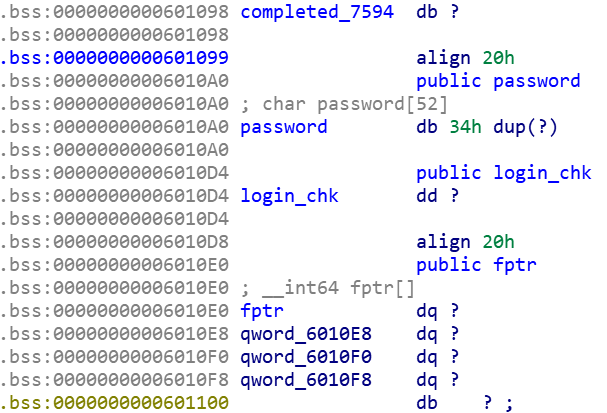 .bss:0000000000601098 completed_7594 db ?
.bss:0000000000601098
.bss:0000000000601099 align 20h
.bss:00000000006010A0 public password
.bss:00000000006010A0 ; char password[52]
.bss:00000000006010A0 password db 34h dup(?)
.bss:00000000006010A0
.bss:00000000006010D4 public login_chk
.bss:00000000006010D4 login_chk dd ?
.bss:00000000006010D4
.bss:00000000006010D8 align 20h
.bss:00000000006010E0 public fptr
.bss:00000000006010E0 ; __int64 fptr[]
.bss:00000000006010E0 fptr dq ?
.bss:00000000006010E8 qword_6010E8 dq ?
.bss:00000000006010F0 qword_6010F0 dq ?
.bss:00000000006010F8 qword_6010F8 dq ?
.bss:0000000000601100 db ? ;